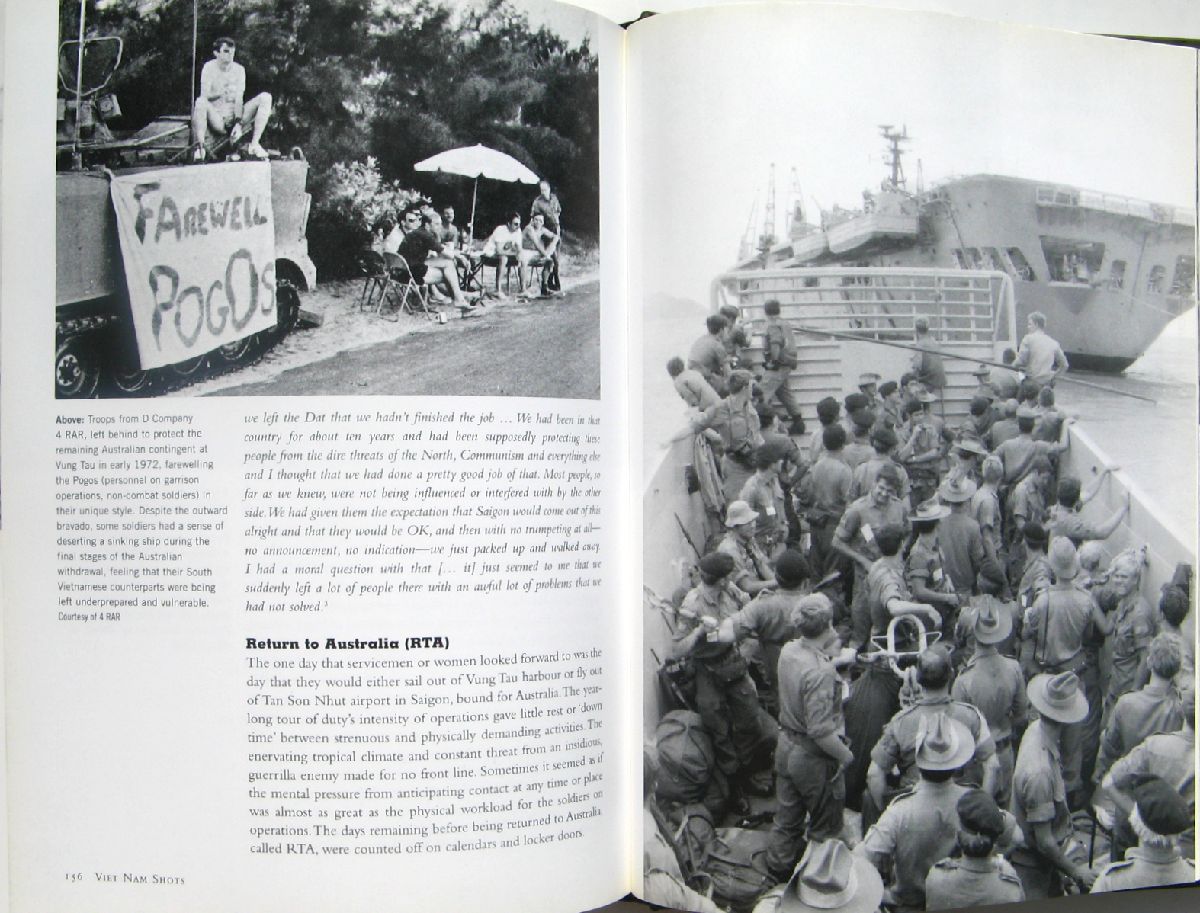 FAREWELL
POGOS
Above: Troops from D Company
4 RAR, left behind to protect the
remaining Australian contingent at
Vung Tau in early 1972, farewelling
the Pogos (personnel on garrison
operations, non-combat soldiers) in
their unique style. Despite the outward
bravado, some soldiers had a sense of
deserting a sinking ship during the
final stages of the Australian
withdrawal, feeling that their South
Vietnamese counterparts were being
left underprepared and vulnerable.
Courtesy of 4 RAR
we left the Dat that we hadn't finished the job ... We had been in that
country for about ten years and had been supposedly protecting these
people from the dire threats of the North, Communism and everything else
and I thought that we had done a pretty good job of that. Most people, so
far as we knew, were not being influenced or interfered with by the other
side. We had given them the expectation that Saigon would come out of this
alright and that they would be OK, and then with no trumpeting at all—
no announcement, no indication—we just packed up and walked away.
I had a moral question with that [... it] just seemed to me that we
suddenly left a lot of people there with an awful lot of problems that we
had not solved.³
Return to Australia (RTA)
The one day that servicemen or women looked forward to was the
day that they would either sail out of Vung Tau harbour or fly out
of Tan Son Nhut airport in Saigon, bound for Australia. The year-
long tour of duty's intensity of operations gave little rest or 'down
time' between strenuous and physically demanding activities. The
enervating tropical climate and constant threat from an insidious,
guerrilla enemy made for no front line. Sometimes it seemed as if
the mental pressure from anticipating contact at any time or place
was almost as great as the physical workload for the soldiers on
operations. The days remaining before being returned to Australia,
called RTA, were counted off on calendars and locker doors.
156 VIET NAM SHOTS